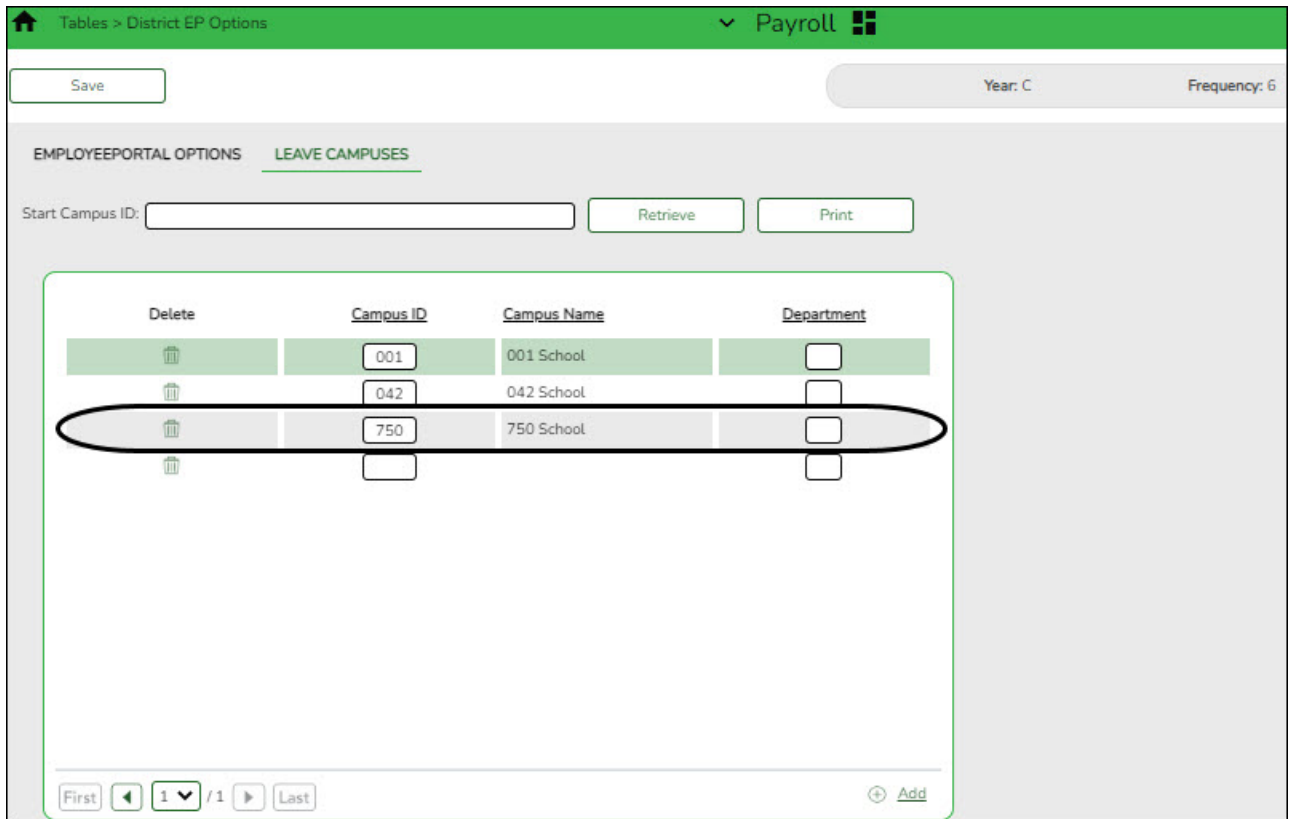 Tables > District EP Options
Payroll
Save
Year: C
Frequency: 6
EMPLOYEEPORTAL OPTIONS
LEAVE CAMPUSES
Start Campus ID:
Retrieve
Print
Delete Campus ID Campus Name Department
001 001 School
042 042 School
750 750 School
First 1 / 1 Last
Add